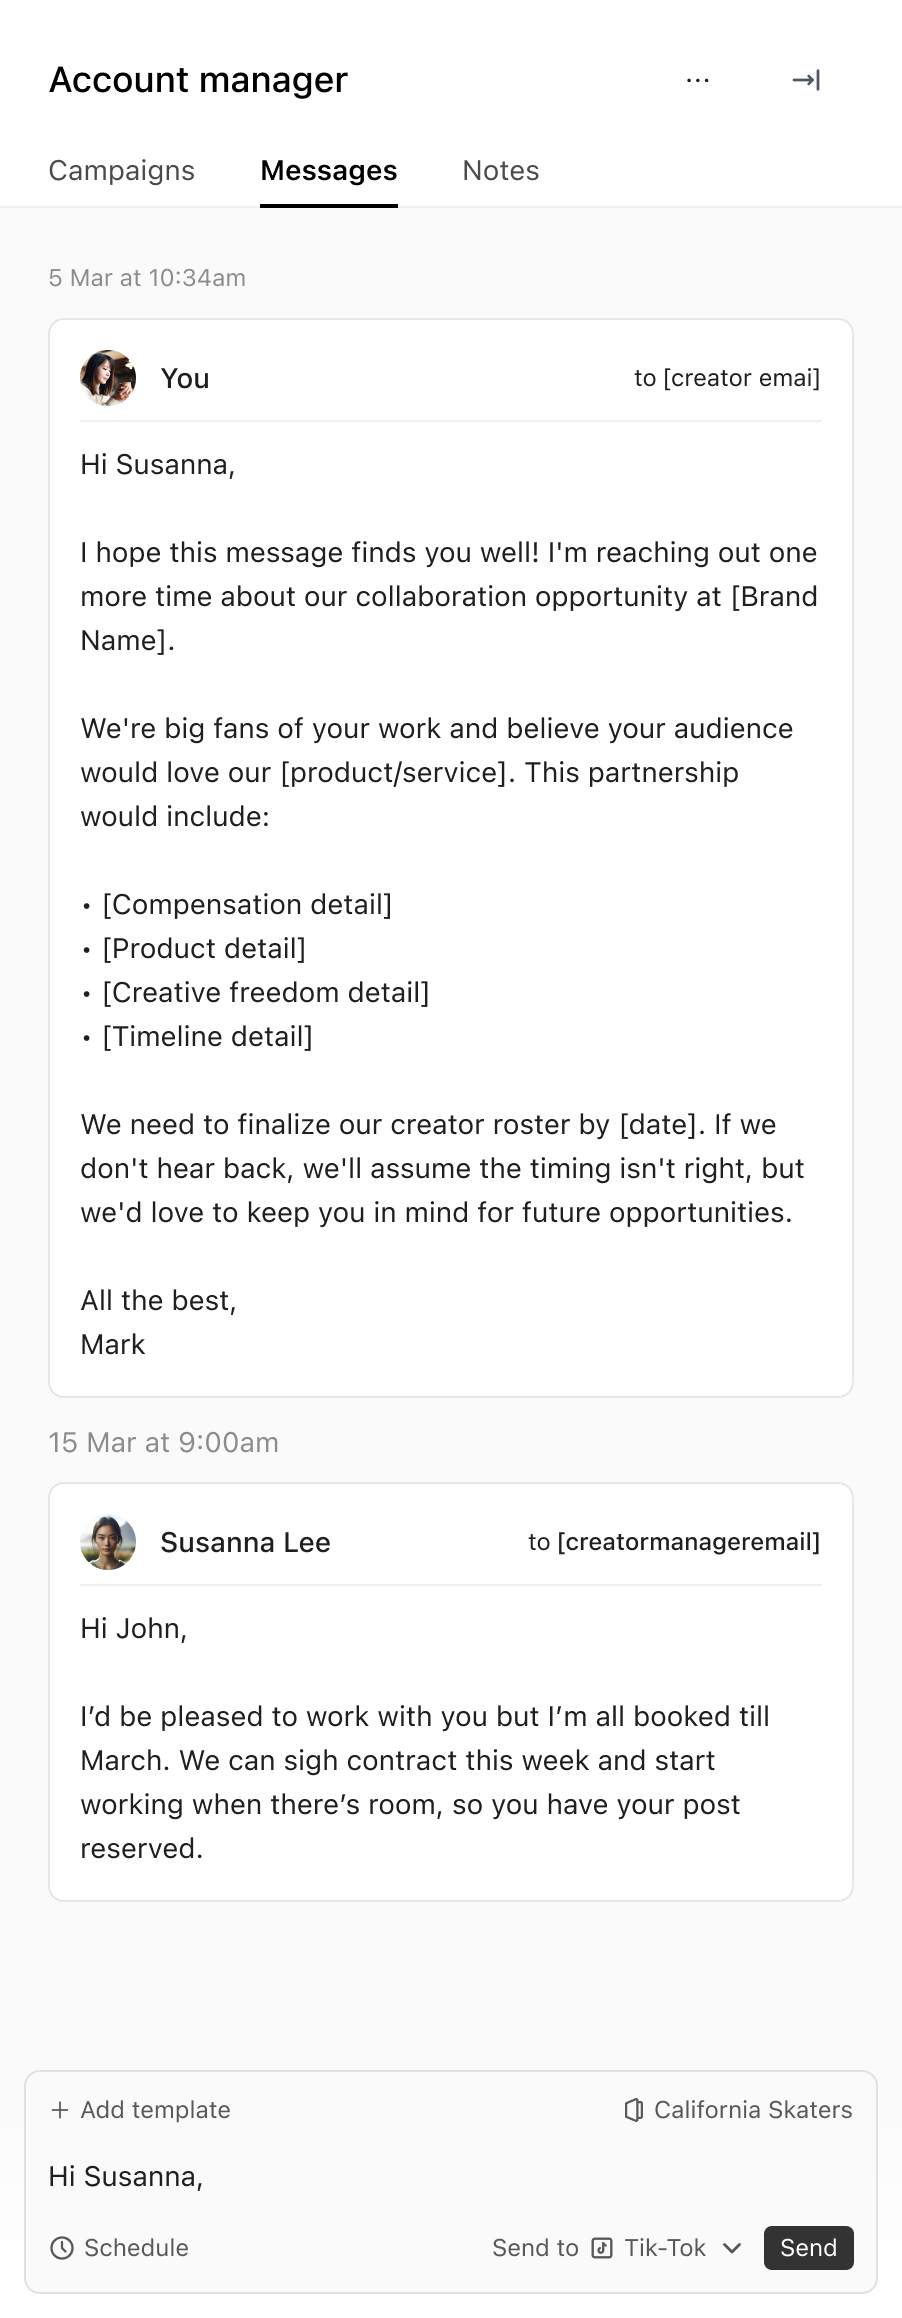 Account manager
Campaigns Messages Notes
5 Mar at 10:34am
You to [creator emai]
Hi Susanna,
I hope this message finds you well! I'm reaching out one
more time about our collaboration opportunity at [Brand
Name].
We're big fans of your work and believe your audience
would love our [product/service]. This partnership
would include:
• [Compensation detail]
• [Product detail]
• [Creative freedom detail]
• [Timeline detail]
We need to finalize our creator roster by [date]. If we
don't hear back, we'll assume the timing isn't right, but
we'd love to keep you in mind for future opportunities.
All the best,
Mark
15 Mar at 9:00am
Susanna Lee to [creatormanageremail]
Hi John,
I’d be pleased to work with you but I’m all booked till
March. We can sigh contract this week and start
working when there’s room, so you have your post
reserved.
+ Add template California Skaters
Hi Susanna,
Schedule Send to Tik-Tok Send